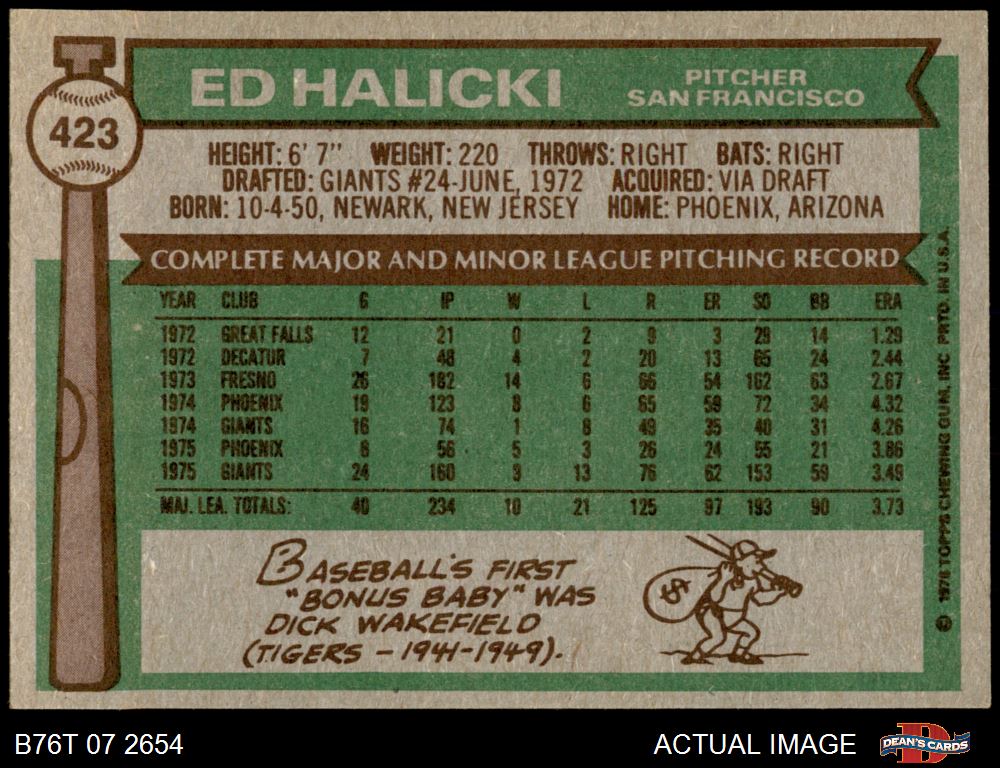 423
ED HALICKI
PITCHER
SAN FRANCISCO
HEIGHT: 6' 7" WEIGHT: 220 THROWS: RIGHT BATS: RIGHT
DRAFTED: GIANTS #24-JUNE, 1972 ACQUIRED: VIA DRAFT
BORN: 10-4-50, NEWARK, NEW JERSEY HOME: PHOENIX, ARIZONA
COMPLETE MAJOR AND MINOR LEAGUE PITCHING RECORD
YEAR CLUB G IP W L R ER SO BB ERA
1972 GREAT FALLS 12 21 0 2 9 3 29 14 1.29
1972 DECATUR 7 48 4 2 20 13 65 24 2.44
1973 FRESNO 26 182 14 6 66 54 162 63 2.67
1974 PHOENIX 19 123 8 6 65 59 72 34 4.32
1974 GIANTS 16 74 1 8 49 35 40 31 4.26
1975 PHOENIX 8 56 5 3 26 24 55 21 3.86
1975 GIANTS 24 160 9 13 76 62 153 59 3.49
MAJ. LEA. TOTALS: 40 234 10 21 125 97 193 90 3.73
BASEBALL'S FIRST
"BONUS BABY" WAS
DICK WAKEFIELD
(TIGERS - 1941-1949).
$
© 1976 TOPPS CHEWING GUM, INC. PRTD. IN U.S.A.
B76T 07 2654
ACTUAL IMAGE
DEAN'S CARDS